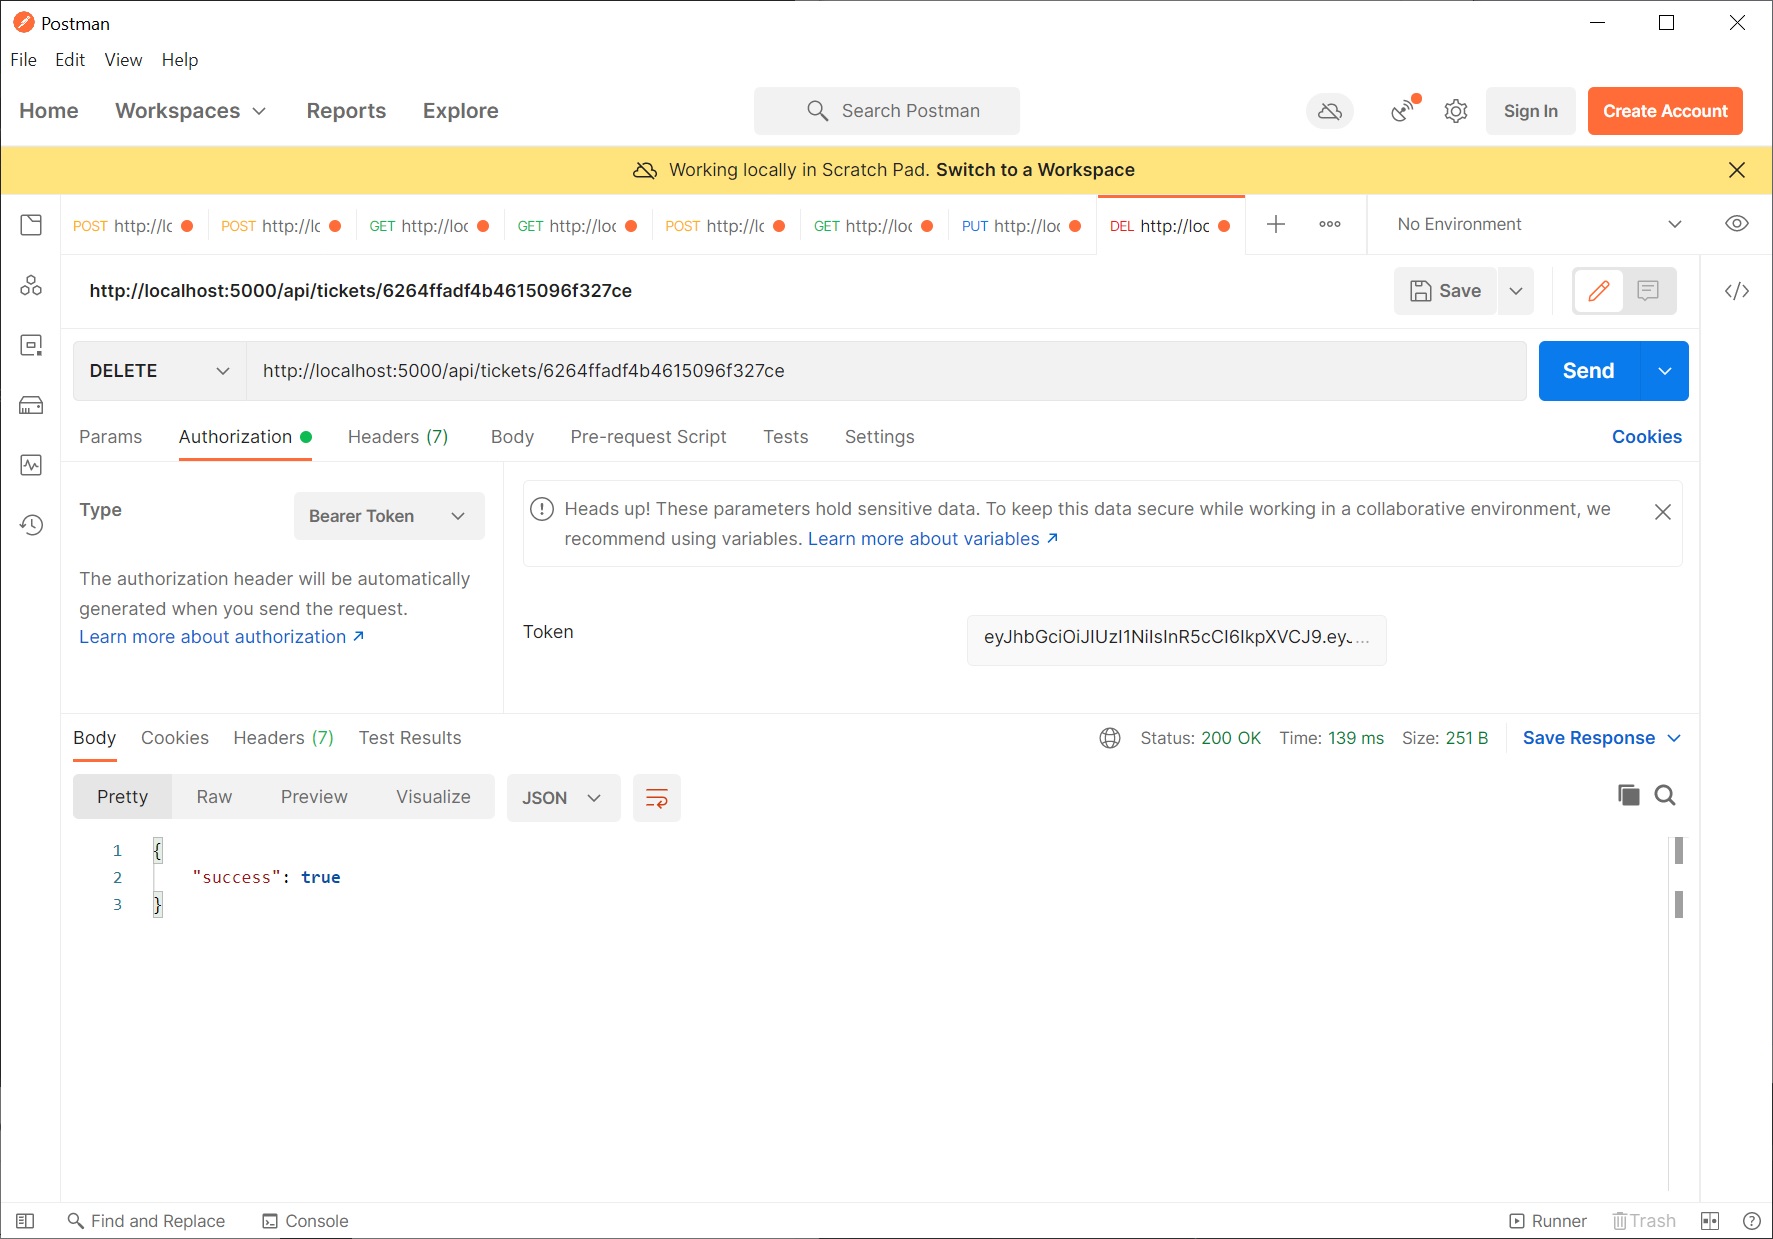 Postman
File Edit View Help
Home Workspaces Reports Explore Search Postman Sign In Create Account
Working locally in Scratch Pad. Switch to a Workspace
POST http://lc POST http://lc GET http://loc GET http://loc POST http://lc GET http://loc PUT http://loc DEL http://loc No Environment
http://localhost:5000/api/tickets/6264ffadf4b4615096f327ce Save
DELETE http://localhost:5000/api/tickets/6264ffadf4b4615096f327ce Send
Params Authorization Headers (7) Body Pre-request Script Tests Settings Cookies
Type Bearer Token
Heads up! These parameters hold sensitive data. To keep this data secure while working in a collaborative environment, we
recommend using variables. Learn more about variables ↗
The authorization header will be automatically
generated when you send the request.
Learn more about authorization ↗
Token eyJhbGciOiJIUzI1NiIsInR5cCI6IkpXVCJ9.eyJ...
Body Cookies Headers (7) Test Results Status: 200 OK Time: 139 ms Size: 251 B Save Response
Pretty Raw Preview Visualize JSON
1 {
2 "success": true
3 }
Find and Replace Console Runner Trash